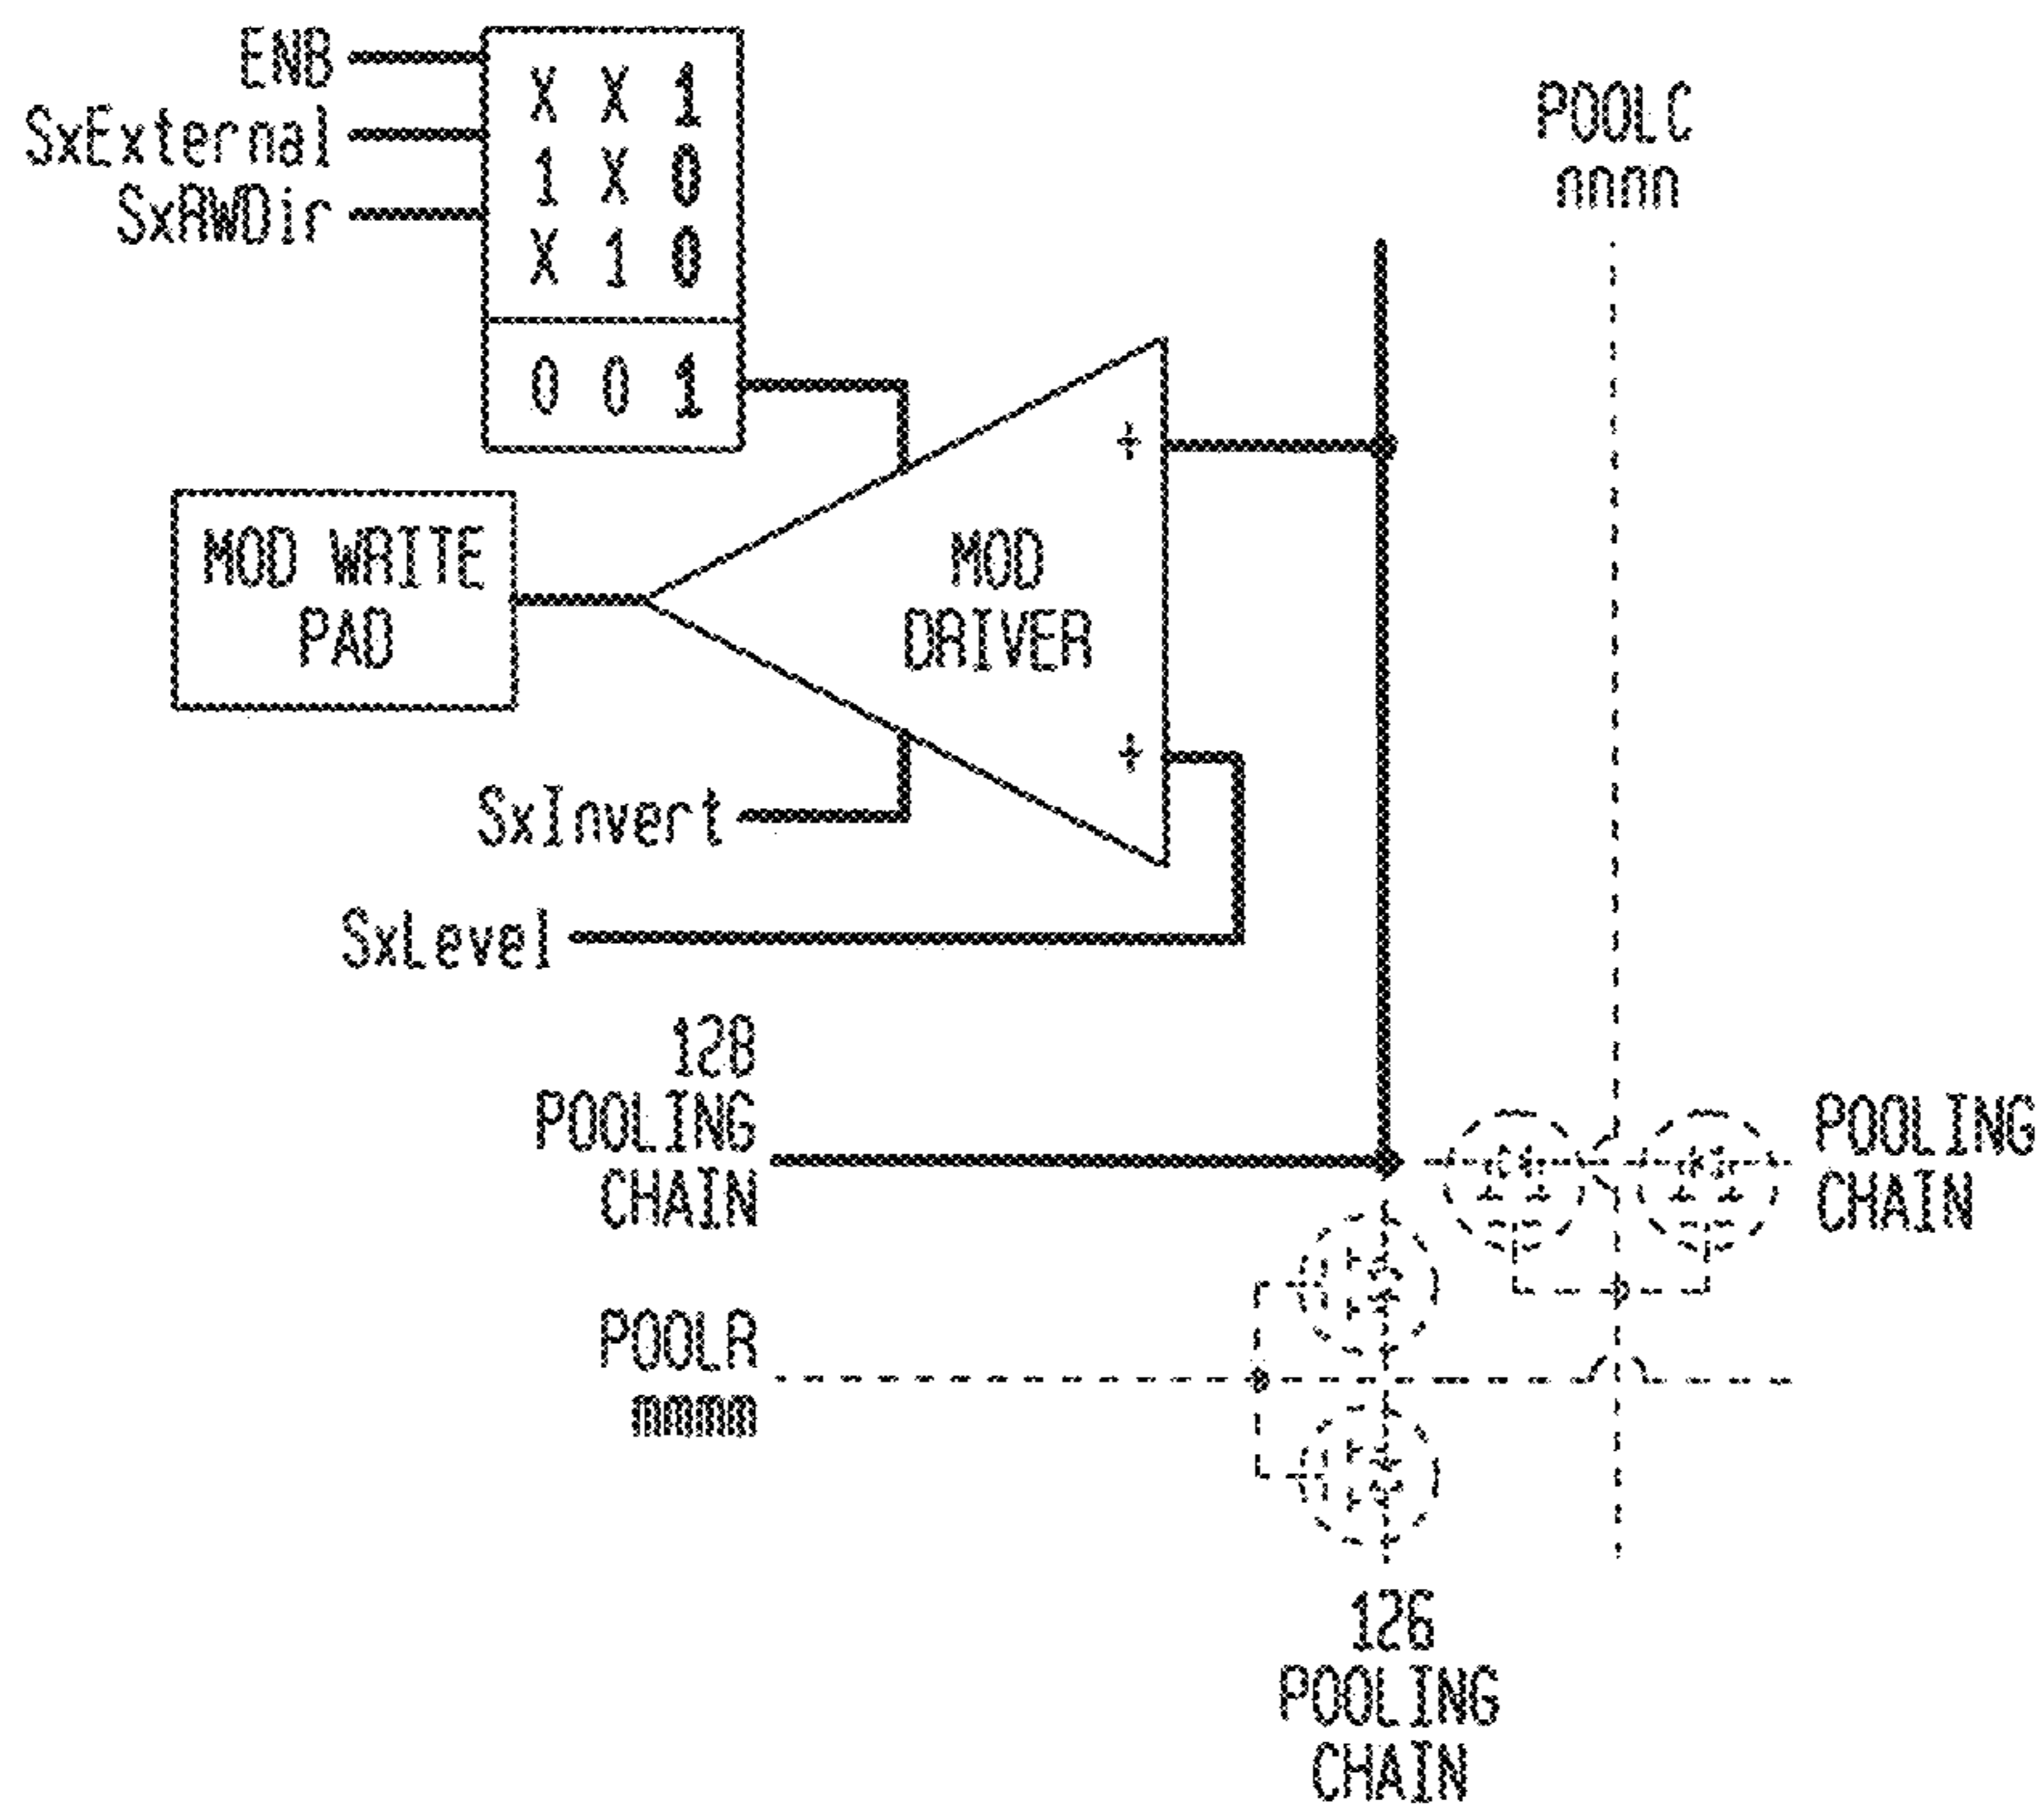 ENB
SxExternal
SxRWDir
X X 1
1 X 0
X 1 0
0 0 1
POOLC
nnnn
+
MOD WRITE
PAD
MOD
DRIVER
+
SxInvert
SxLevel
128
POOLING
CHAIN
POOLING
CHAIN
POOLR
mmmm
126
POOLING
CHAIN